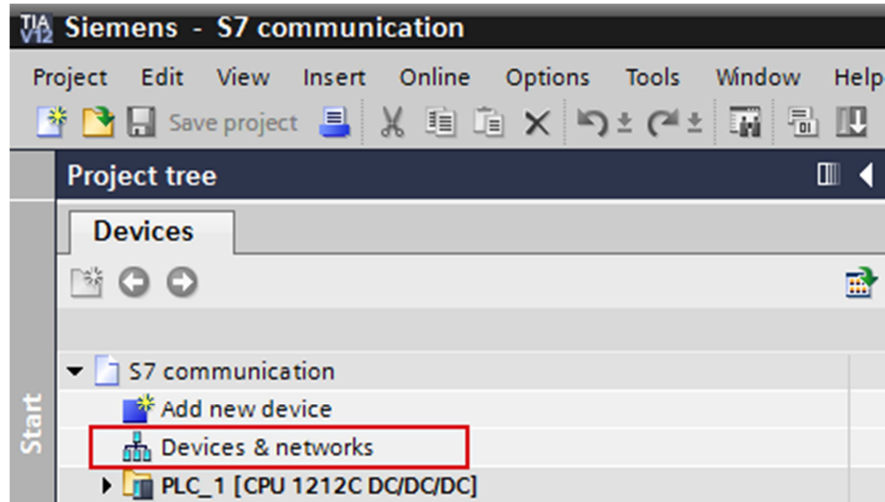 TIA V12 Siemens - S7 communication
Project Edit View Insert Online Options Tools Window Help
Save project
Project tree
Devices
Start
S7 communication
Add new device
Devices & networks
PLC_1 [CPU 1212C DC/DC/DC]